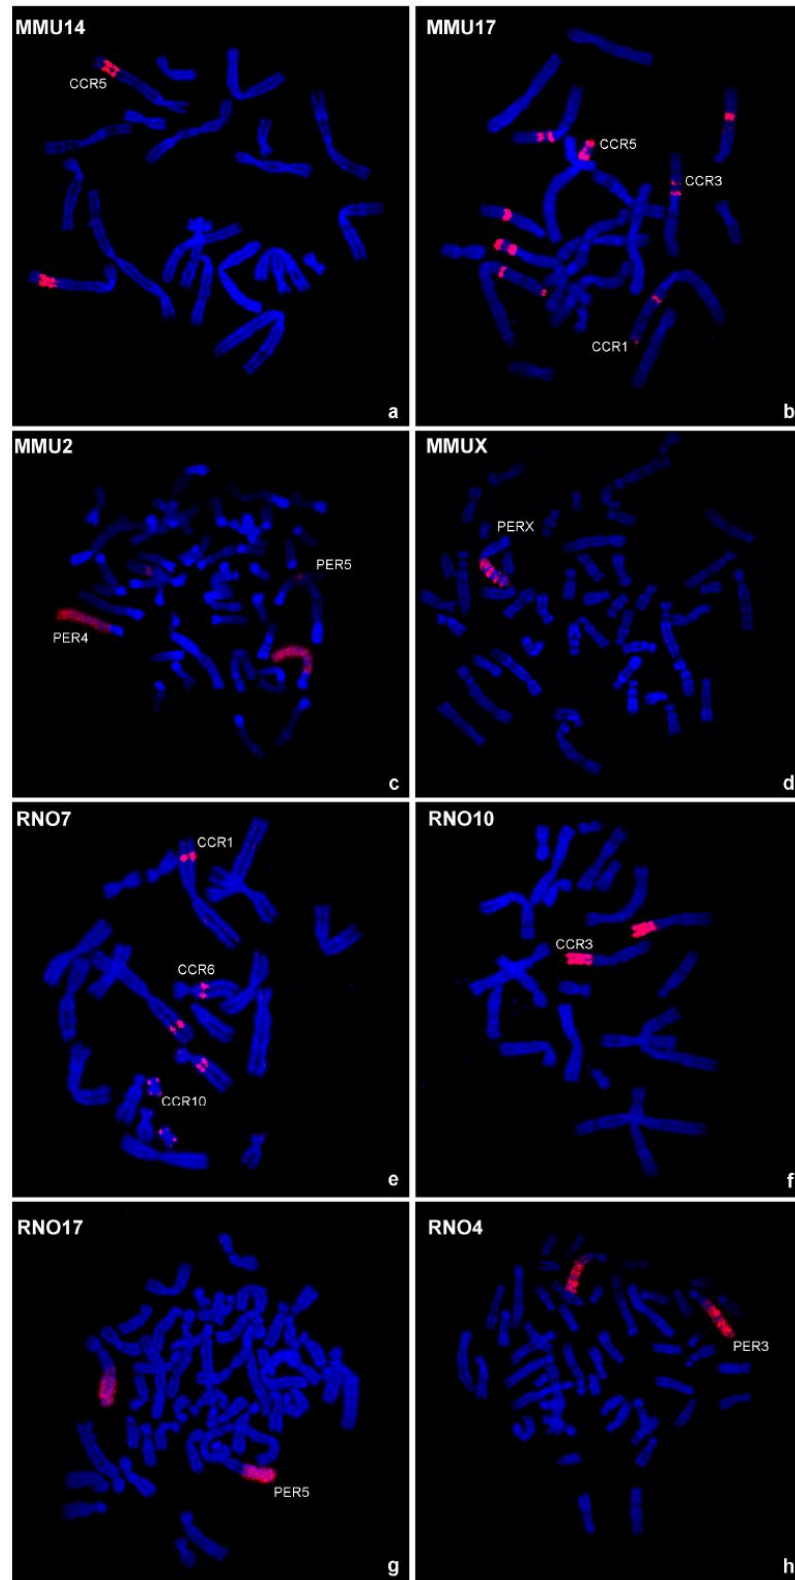 MMU14
CCR5
a
MMU17
CCR5
CCR3
CCR1
b
MMU2
PER5
PER4
c
MMUX
PERX
d
RNO7
CCR1
CCR6
CCR10
e
RNO10
CCR3
f
RNO17
PER5
g
RNO4
PER3
h